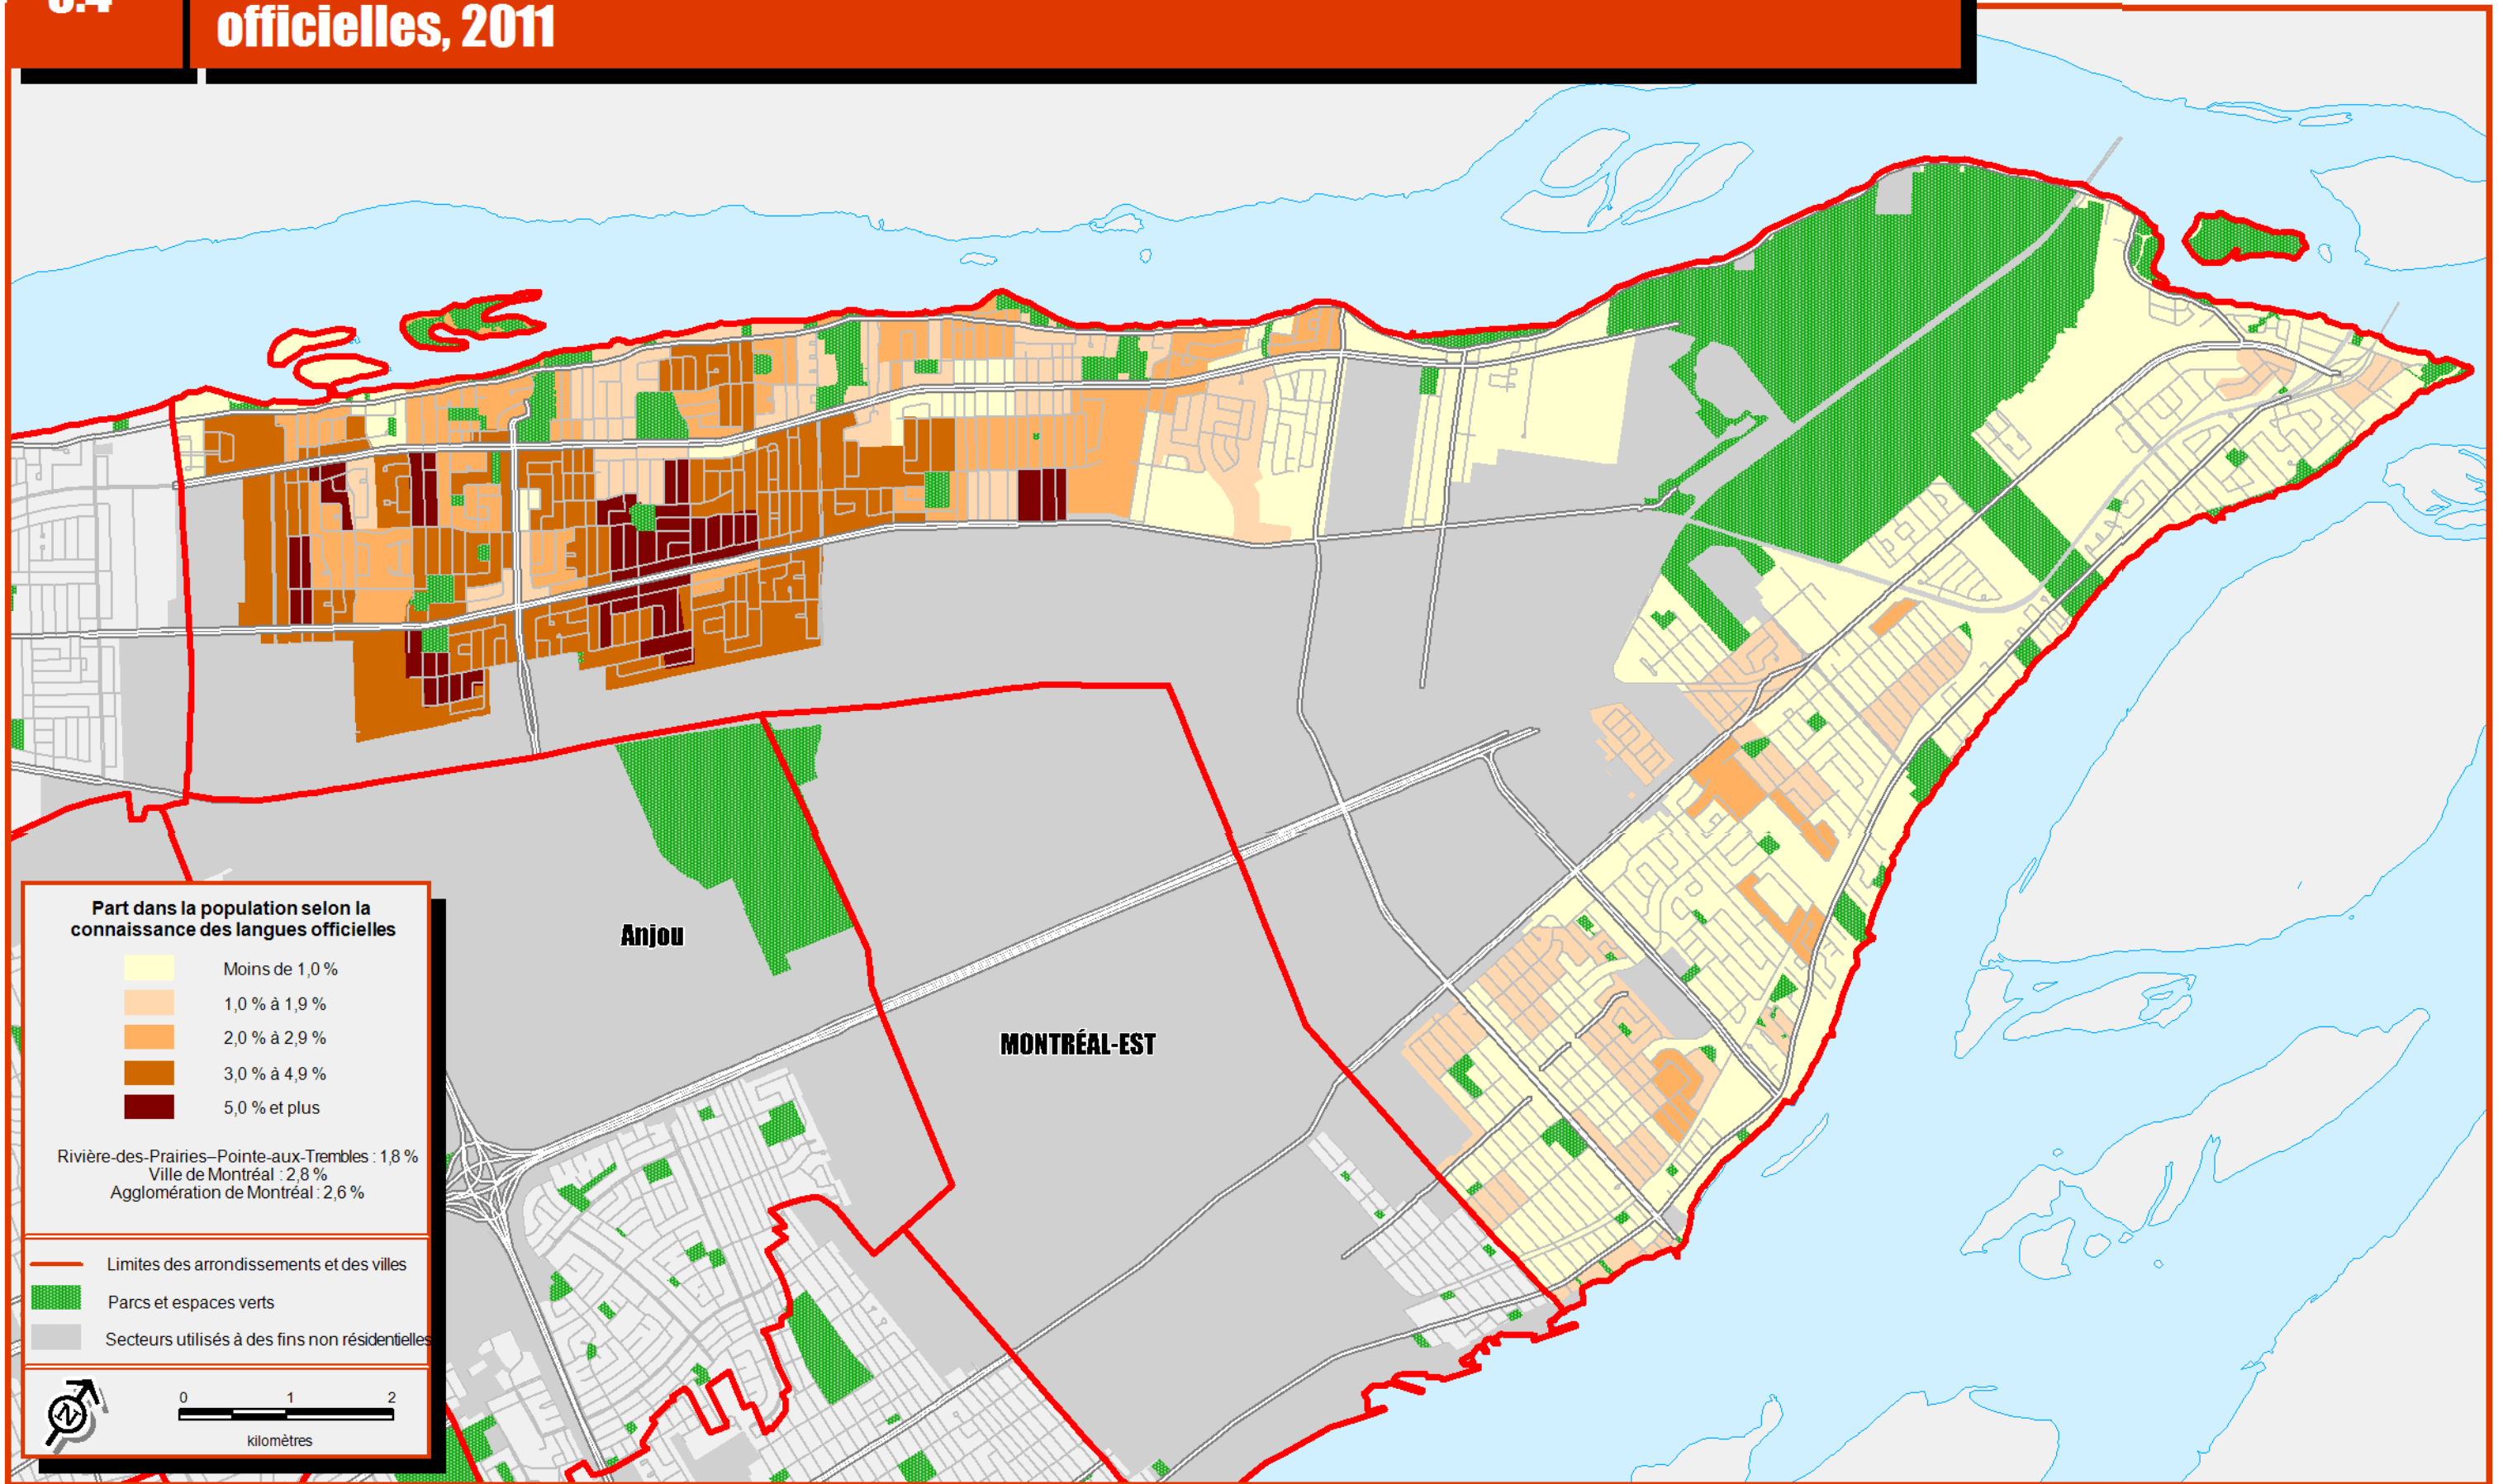 officielles, 2011
Anjou
MONTRÉAL-EST
Part dans la population selon la
connaissance des langues officielles
Moins de 1,0 %
1,0 % à 1,9 %
2,0 % à 2,9 %
3,0 % à 4,9 %
5,0 % et plus
Rivière-des-Prairies–Pointe-aux-Trembles : 1,8 %
Ville de Montréal : 2,8 %
Agglomération de Montréal : 2,6 %
Limites des arrondissements et des villes
Parcs et espaces verts
Secteurs utilisés à des fins non résidentielles
N
0 1 2
kilomètres